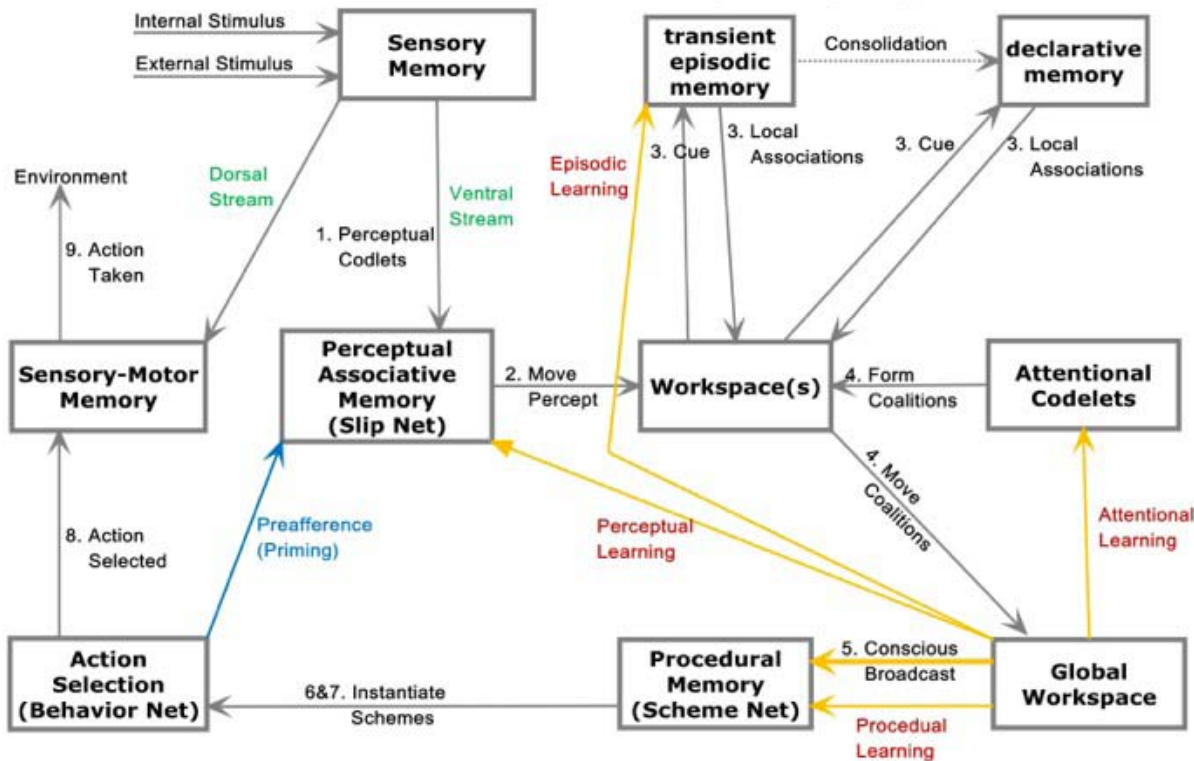 Internal Stimulus
External Stimulus
Sensory
Memory
transient
episodic
memory
Consolidation
declarative
memory
3. Cue
3. Local
Associations
3. Cue
3. Local
Associations
Episodic
Learning
Environment
Dorsal
Stream
Ventral
Stream
9. Action
Taken
1. Perceptual
Codlets
Sensory-Motor
Memory
Perceptual
Associative
Memory
(Slip Net)
2. Move
Percept
Workspace(s)
4. Form
Coalitions
Attentional
Codelets
4. Move
Coalitions
8. Action
Selected
Preafference
(Priming)
Perceptual
Learning
Attentional
Learning
Action
Selection
(Behavior Net)
6&7. Instantiate
Schemes
Procedural
Memory
(Scheme Net)
5. Conscious
Broadcast
Global
Workspace
Procedual
Learning